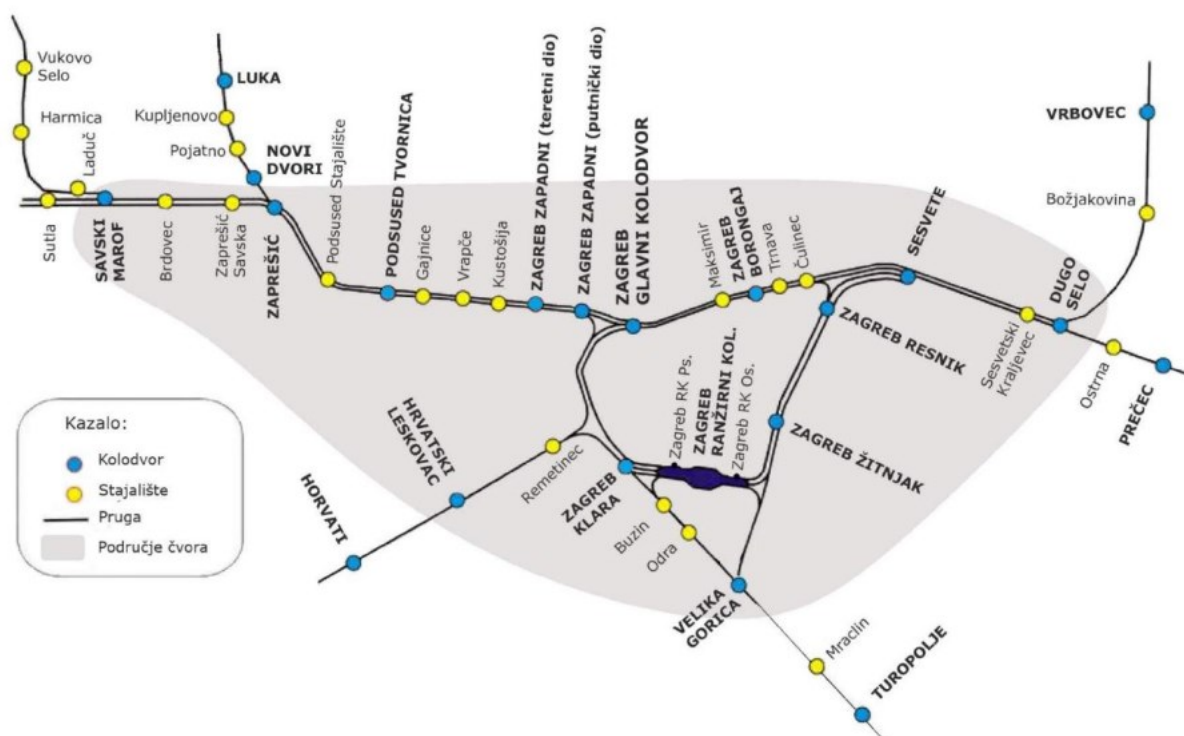 Vukovo
Selo
Harmica
Laduč
LUKA
Kupljenovo
Pojatno
NOVI
DVORI
Sutla
SAVSKI
MAROF
Brdovec
Zaprešić
Savska
ZAPREŠIĆ
Podsused Stajalište
PODSUSED TVORNICA
Gajnice
Vrapče
Kustošija
ZAGREB ZAPADNI (teretni dio)
ZAGREB ZAPADNI (putnički dio)
ZAGREB
GLAVNI KOLODVOR
Maksimir
ZAGREB
BORONGAJ
Trnava
Čulinec
SESVETE
VRBOVEC
Božjakovina
DUGO
SELO
Sesvetski
Kraljevec
Ostrna
PREČEC
ZAGREB RESNIK
ZAGREB ŽITNJAK
Zagreb RK Ps.
ZAGREB
RANŽIRNI KOL.
Zagreb RK Os.
HRVATSKI
LESKOVAC
HORVATI
Remetinec
ZAGREB
KLARA
Buzin
Odra
VELIKA
GORICA
Mraclin
TUROPOLJE
Kazalo:
Kolodvor
Stajalište
Pruga
Područje čvora